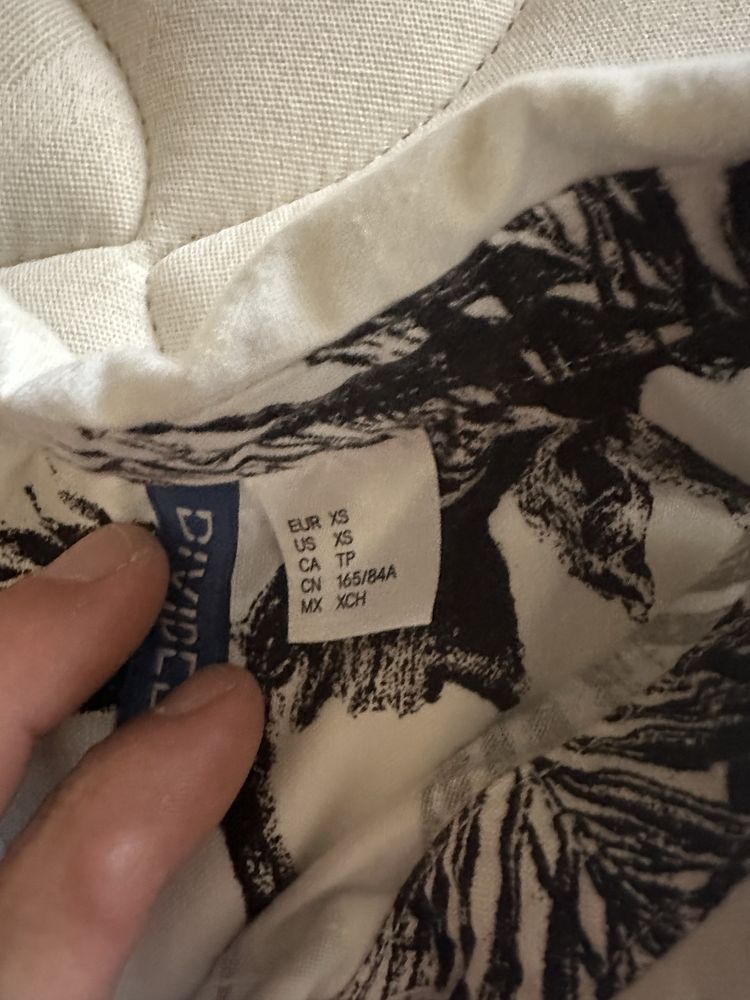 EUR XS
US XS
CA TP
CN 165/84A
MX XCH